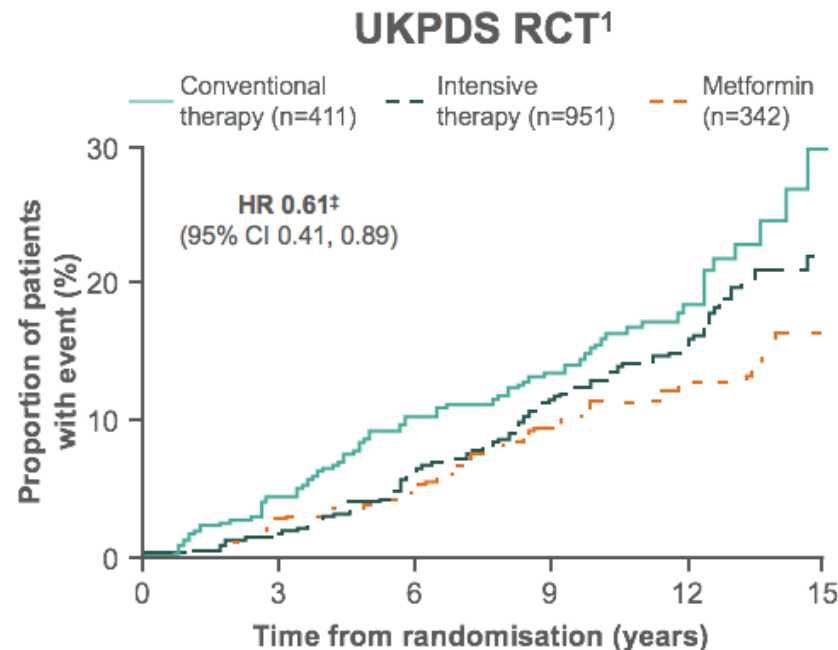 UKPDS RCT¹
Conventional
therapy (n=411)
Intensive
therapy (n=951)
Metformin
(n=342)
HR 0.61‡
(95% CI 0.41, 0.89)
Proportion of patients
with event (%)
30
20
10
0
0 3 6 9 12 15
Time from randomisation (years)